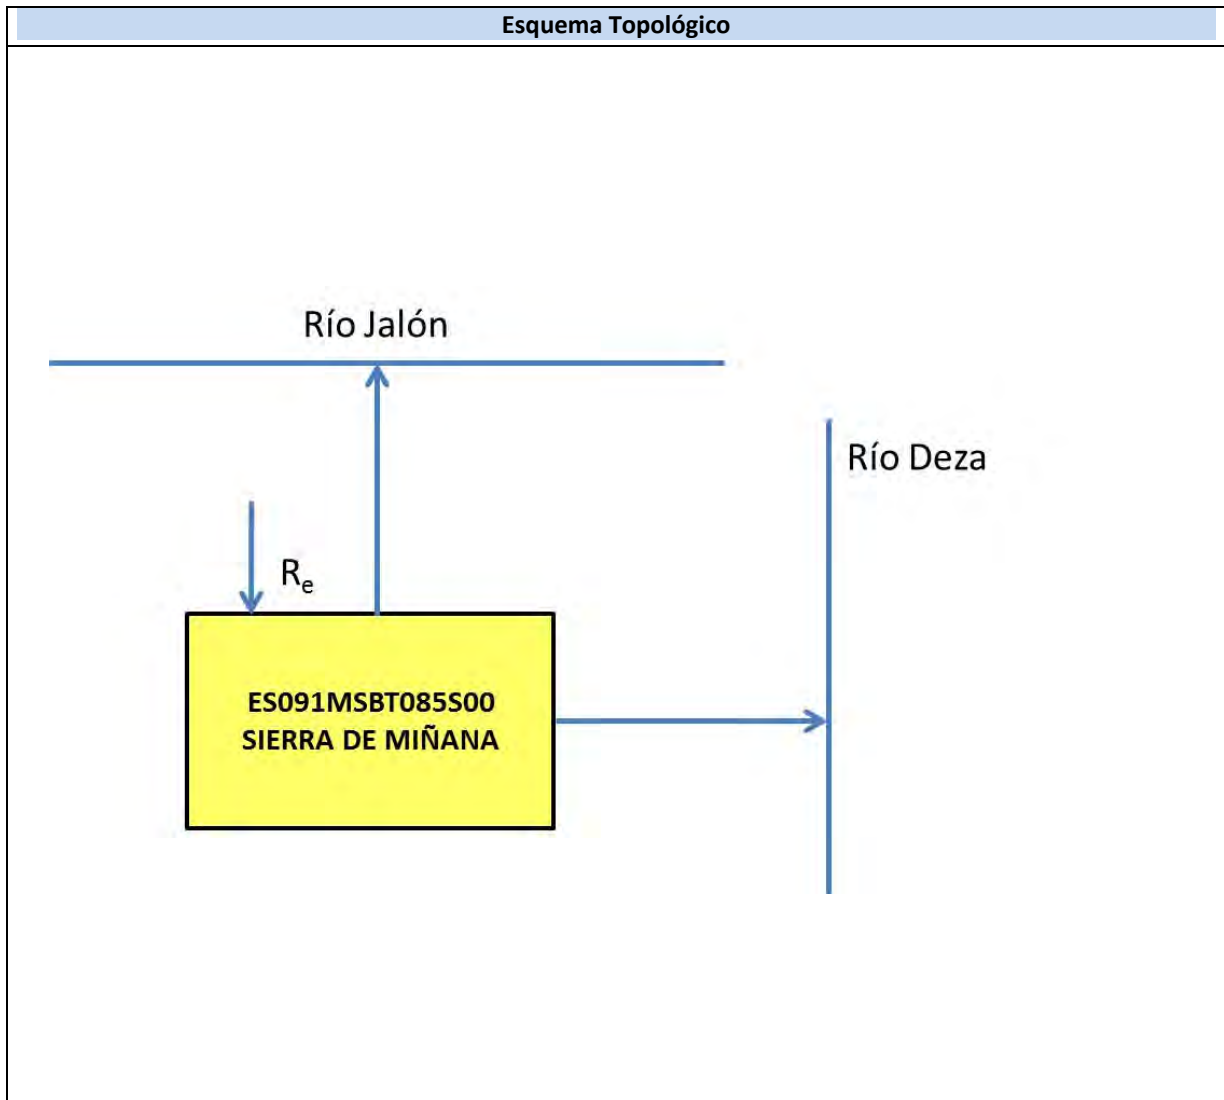 Esquema Topológico
Río Jalón
Río Deza
Re
ES091MSBT085S00
SIERRA DE MIÑANA